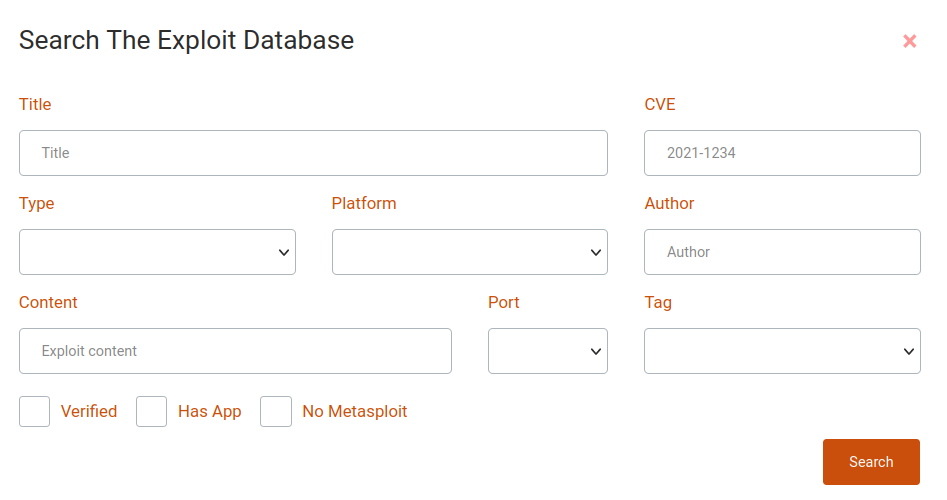 Search The Exploit Database
Title CVE
Title 2021-1234
Type Platform Author
Author
Content Port Tag
Exploit content
Verified Has App No Metasploit
Search